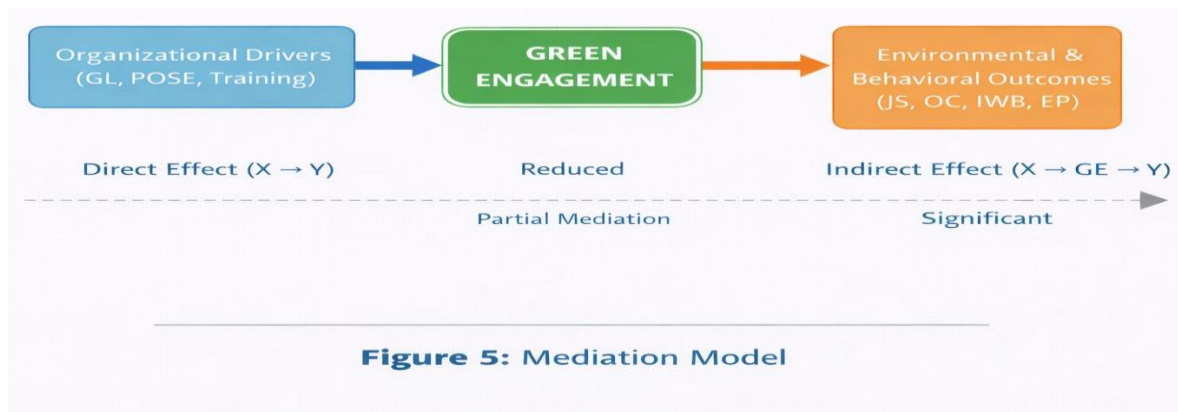 Organizational Drivers
(GL, POSE, Training)
GREEN
ENGAGEMENT
Environmental &
Behavioral Outcomes
(JS, OC, IWB, EP)
Direct Effect (X → Y)
Reduced
Indirect Effect (X → GE → Y)
Partial Mediation
Significant
Figure 5: Mediation Model